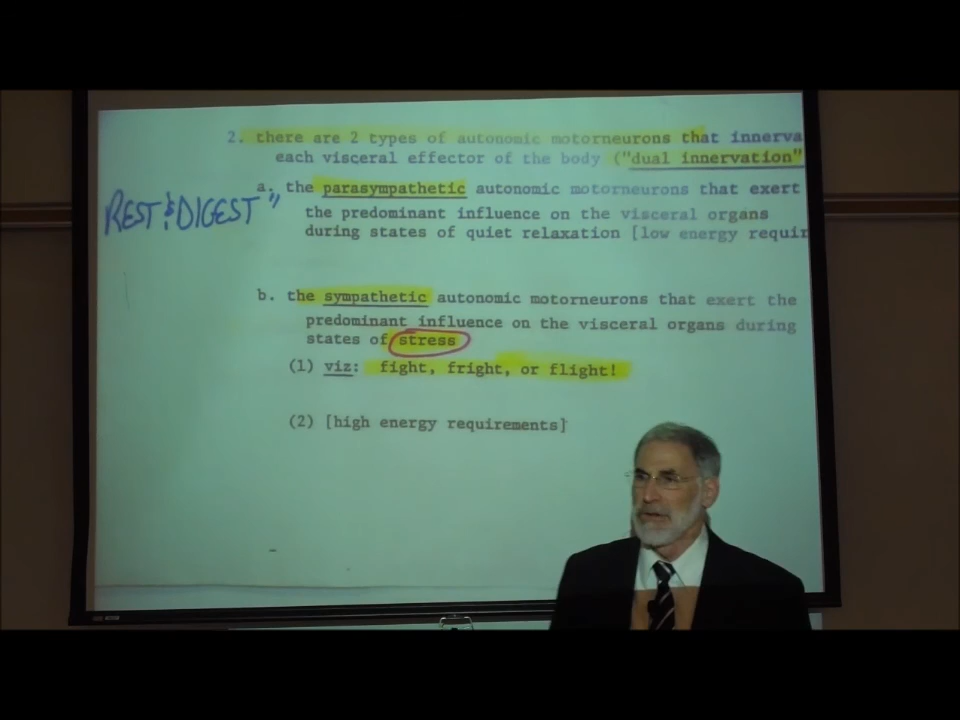 2. there are 2 types of autonomic motorneurons that innerva
each visceral effector of the body ("dual innervation"
a. the parasympathetic autonomic motorneurons that exert
REST & DIGEST"
the predominant influence on the visceral organs
during states of quiet relaxation [low energy requir
b. the sympathetic autonomic motorneurons that exert the
predominant influence on the visceral organs during
states of stress
(1) viz: fight, fright, or flight!
(2) [high energy requirements]